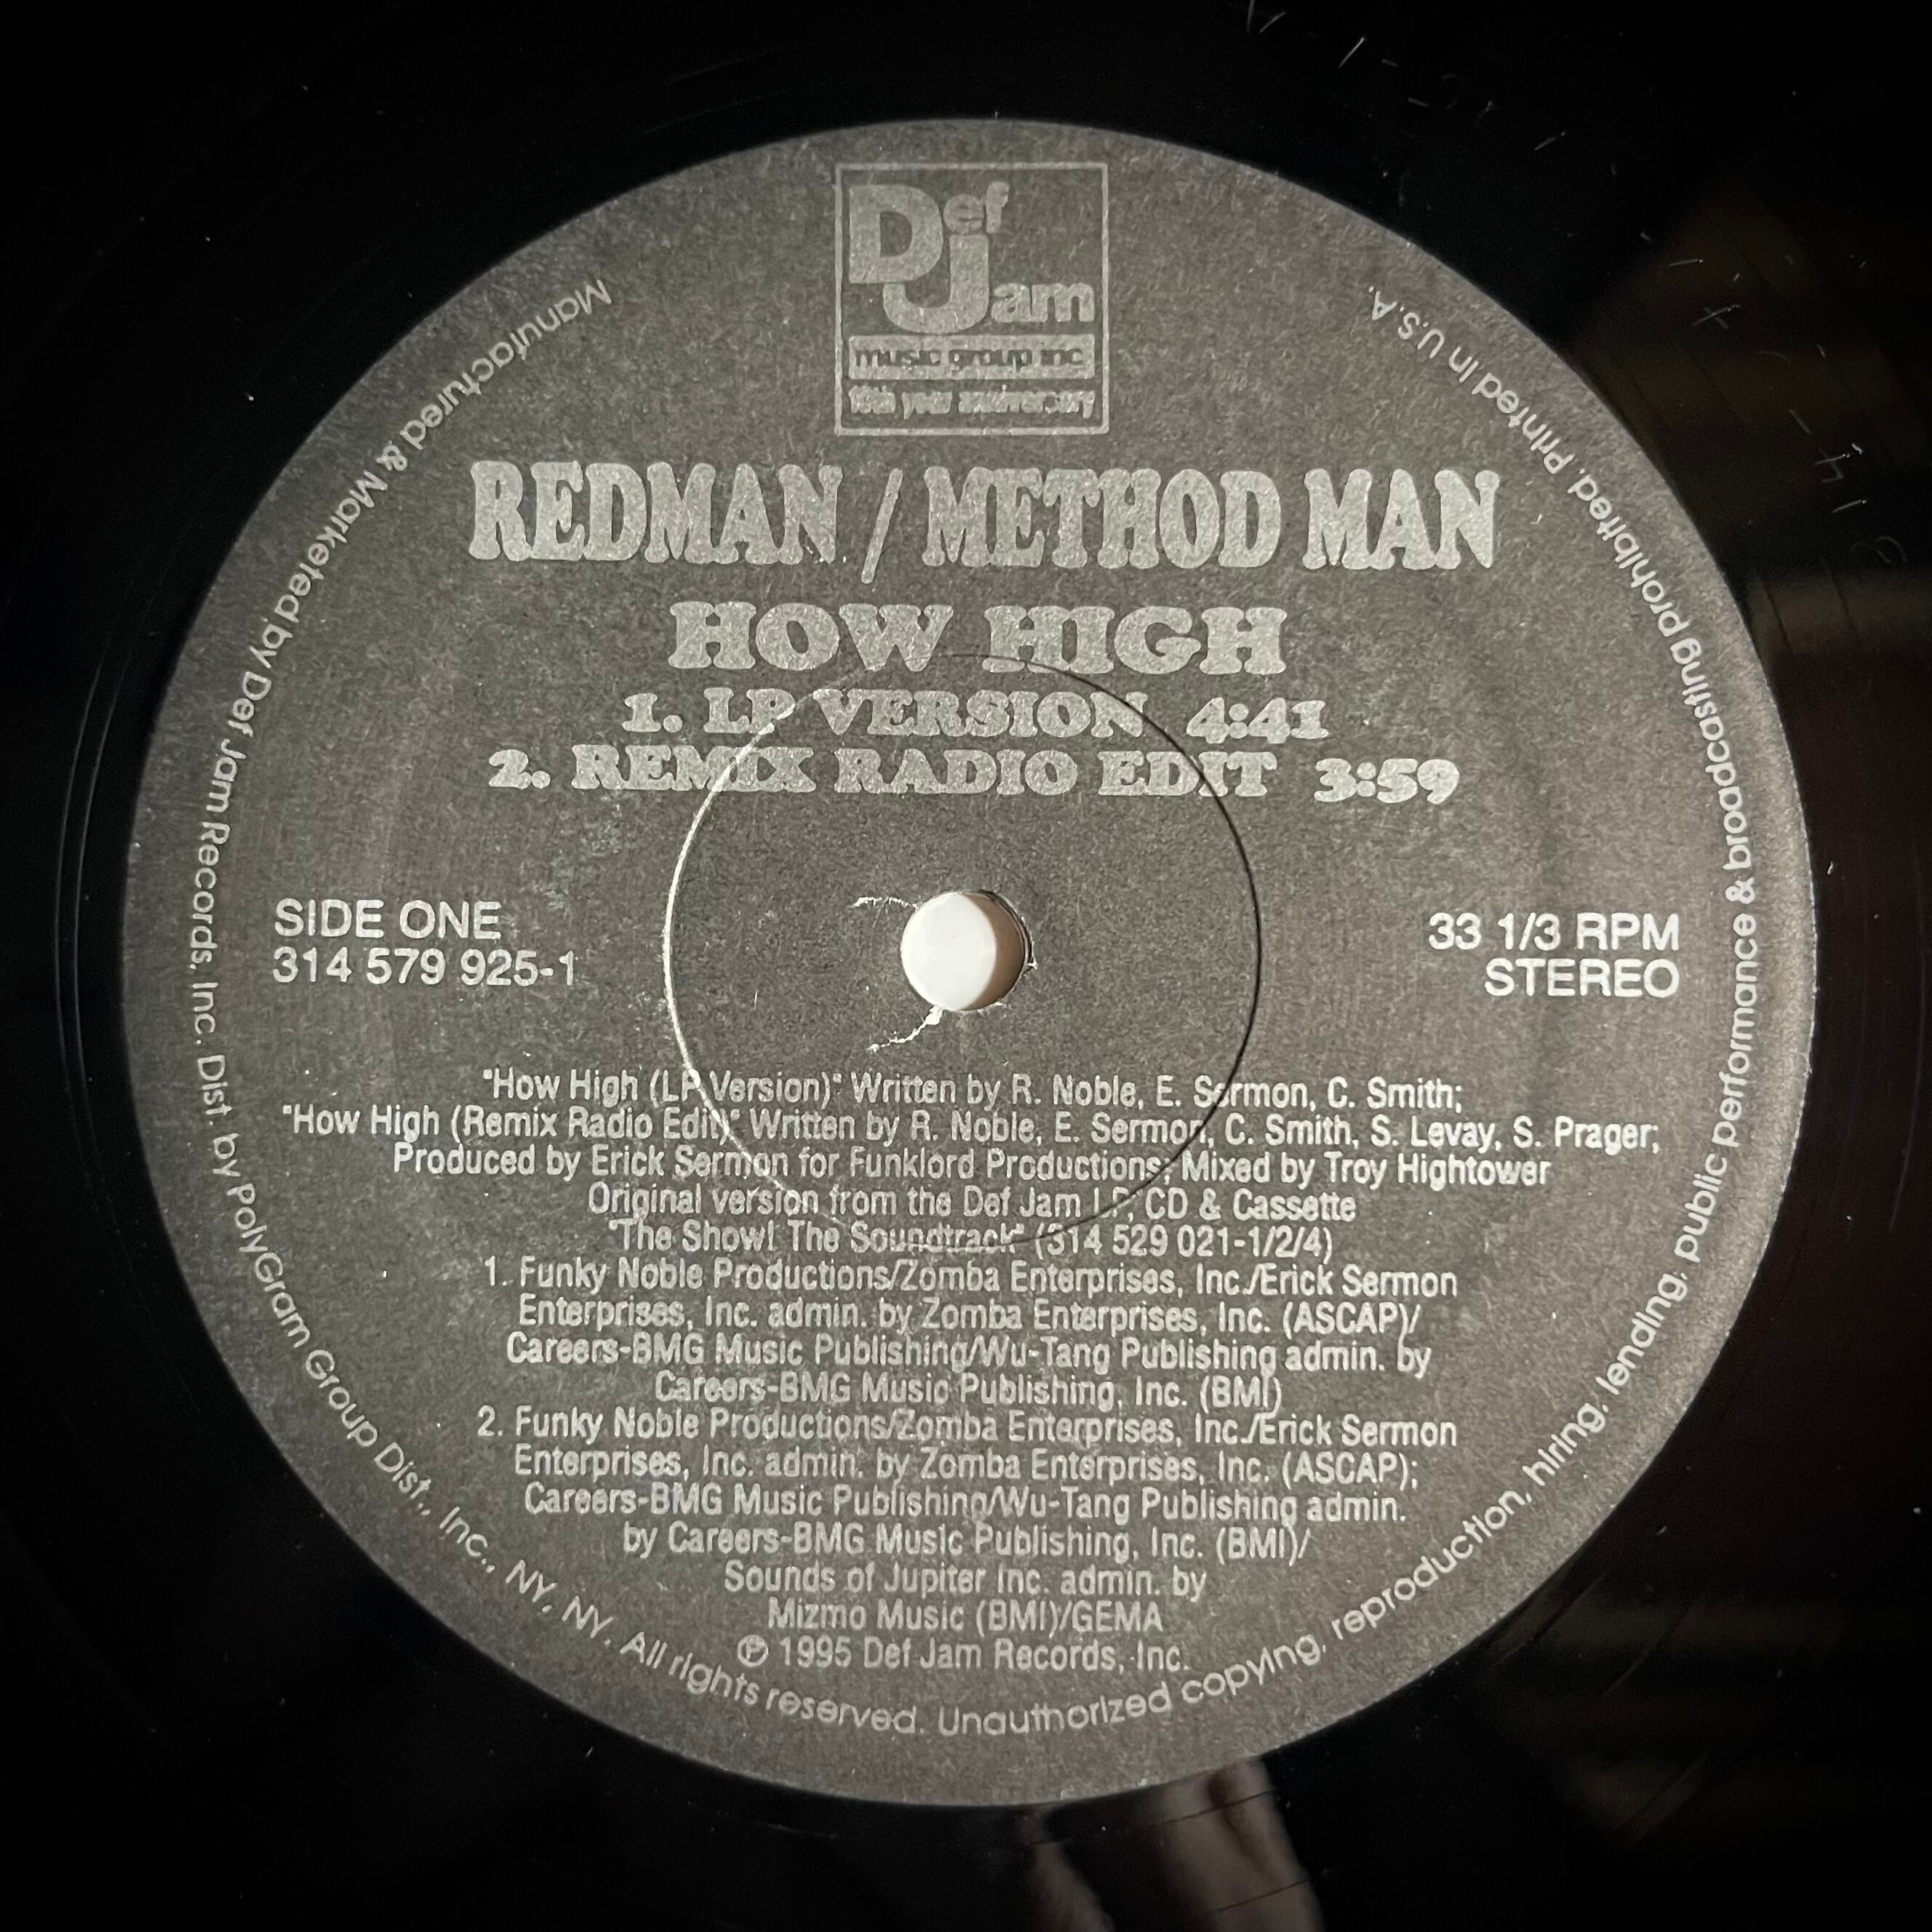 Def Jam
music group inc.
10th year anniversary
REDMAN / METHOD MAN
HOW HIGH
1. LP VERSION 4:41
2. REMIX RADIO EDIT 3:59
SIDE ONE
314 579 925-1
33 1/3 RPM
STEREO
"How High (LP Version)" Written by R. Noble, E. Sermon, C. Smith;
"How High (Remix Radio Edit)" Written by R. Noble, E. Sermon, C. Smith, S. Levay, S. Prager;
Produced by Erick Sermon for Funklord Productions; Mixed by Troy Hightower
Original version from the Def Jam LP, CD & Cassette
"The Show! The Soundtrack" (314 529 021-1/2/4)
1. Funky Noble Productions/Zomba Enterprises, Inc./Erick Sermon
Enterprises, Inc. admin. by Zomba Enterprises, Inc. (ASCAP)/
Careers-BMG Music Publishing/Wu-Tang Publishing admin. by
Careers-BMG Music Publishing, Inc. (BMI)
2. Funky Noble Productions/Zomba Enterprises, Inc./Erick Sermon
Enterprises, Inc. admin. by Zomba Enterprises, Inc. (ASCAP);
Careers-BMG Music Publishing/Wu-Tang Publishing admin.
by Careers-BMG Music Publishing, Inc. (BMI)/
Sounds of Jupiter Inc. admin. by
Mizmo Music (BMI)/GEMA
℗ 1995 Def Jam Records, Inc.
Manufactured & Marketed by Def Jam Records, Inc. Dist. by PolyGram Group Dist., Inc., NY, NY. All rights reserved. Unauthorized copying, reproduction, hiring, lending, public performance & broadcasting prohibited. Printed in U.S.A.